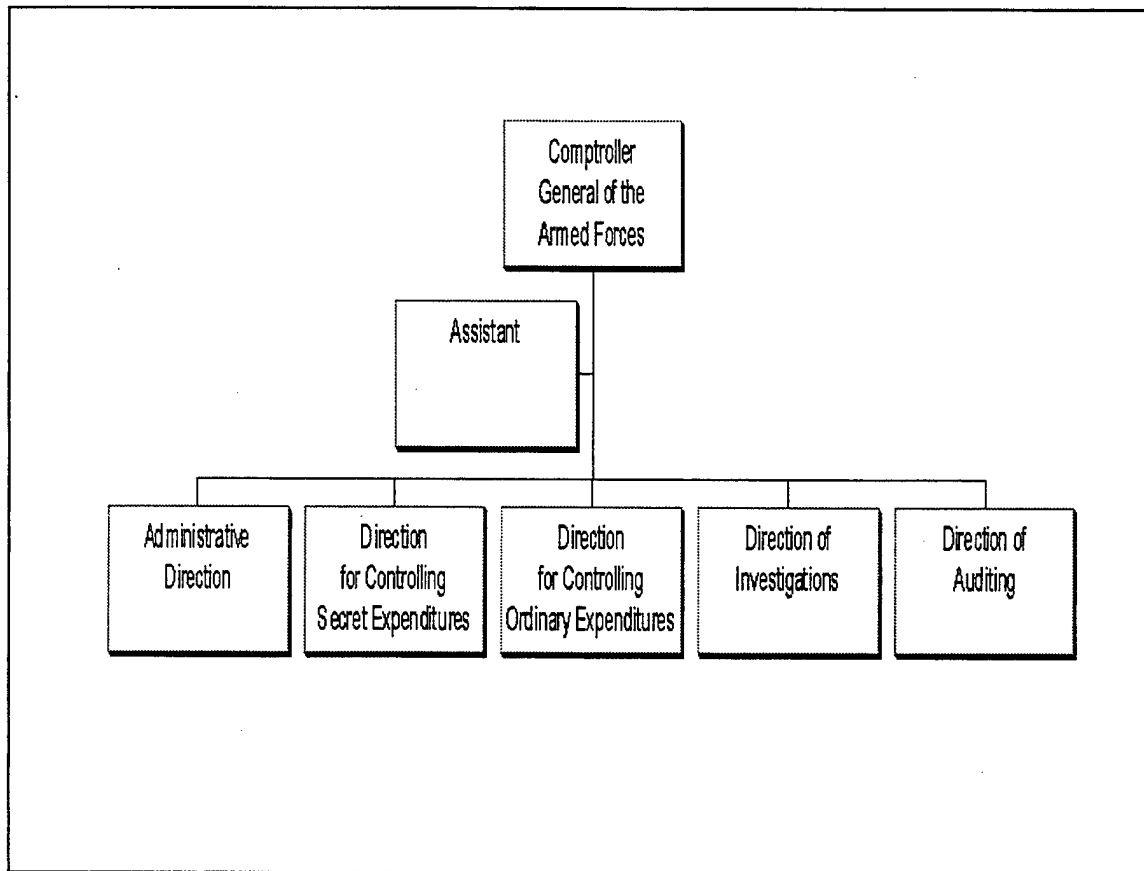 Comptroller
General of the
Armed Forces
Assistant
Administrative
Direction
Direction
for Controlling
Secret Expenditures
Direction
for Controlling
Ordinary Expenditures
Direction of
Investigations
Direction of
Auditing